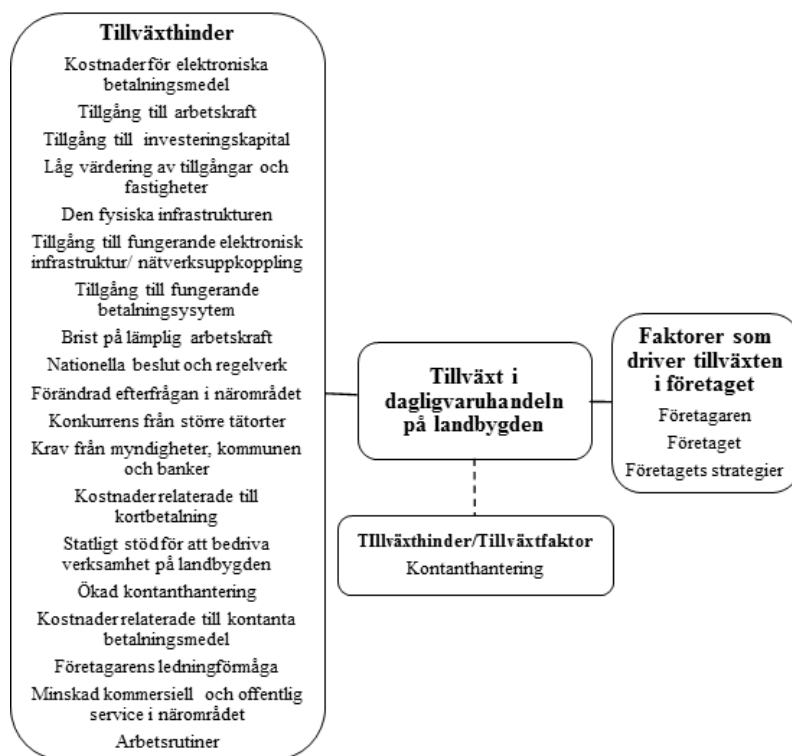 Tillväxthinder
Kostnader för elektroniska
betalningsmedel
Tillgång till arbetskraft
Tillgång till investeringskapital
Låg värdering av tillgångar och
fastigheter
Den fysiska infrastrukturen
Tillgång till fungerande elektronisk
infrastruktur/ nätverksuppkoppling
Tillgång till fungerande
betalningsysytem
Brist på lämplig arbetskraft
Nationella beslut och regelverk
Förändrad efterfrågan i närområdet
Konkurrens från större tätorter
Krav från myndigheter, kommunen
och banker
Kostnader relaterade till
kortbetalning
Statligt stöd för att bedriva
verksamhet på landbygden
Ökad kontanthantering
Kostnader relaterade till kontanta
betalningsmedel
Företagarens ledningförmåga
Minskad kommersiell och offentlig
service i närområdet
Arbetsrutiner
Tillväxt i
dagligvaruhandeln
på landbygden
TIllväxthinder/Tillväxtfaktor
Kontanthantering
Faktorer som
driver tillväxten
i företaget
Företagaren
Företaget
Företagets strategier